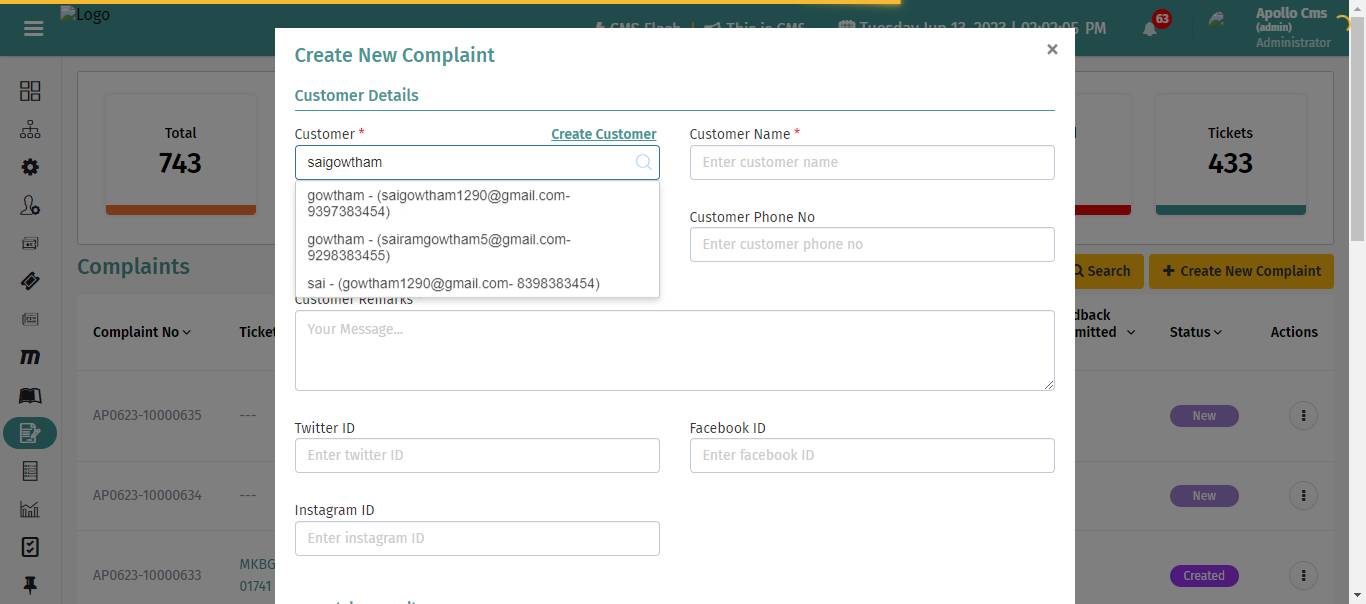 Logo
CMS Flash | This is CMS
Tuesday Jun 13, 2023 | 02:02:05 PM
63
Apollo Cms
(admin)
Administrator
Create New Complaint
×
Customer Details
Customer *
Create Customer
Customer Name *
saigowtham
Enter customer name
gowtham - (saigowtham1290@gmail.com-
9397383454)
gowtham - (sairamgowtham5@gmail.com-
9298383455)
sai - (gowtham1290@gmail.com- 8398383454)
Customer Phone No
Enter customer phone no
Customer Remarks
Your Message...
Twitter ID
Facebook ID
Enter twitter ID
Enter facebook ID
Instagram ID
Enter instagram ID
Total
743
Tickets
433
Complaints
Search
Create New Complaint
Complaint No
Status
Actions
AP0623-10000635
---
New
AP0623-10000634
---
New
AP0623-10000633
MKBG
01741
Created